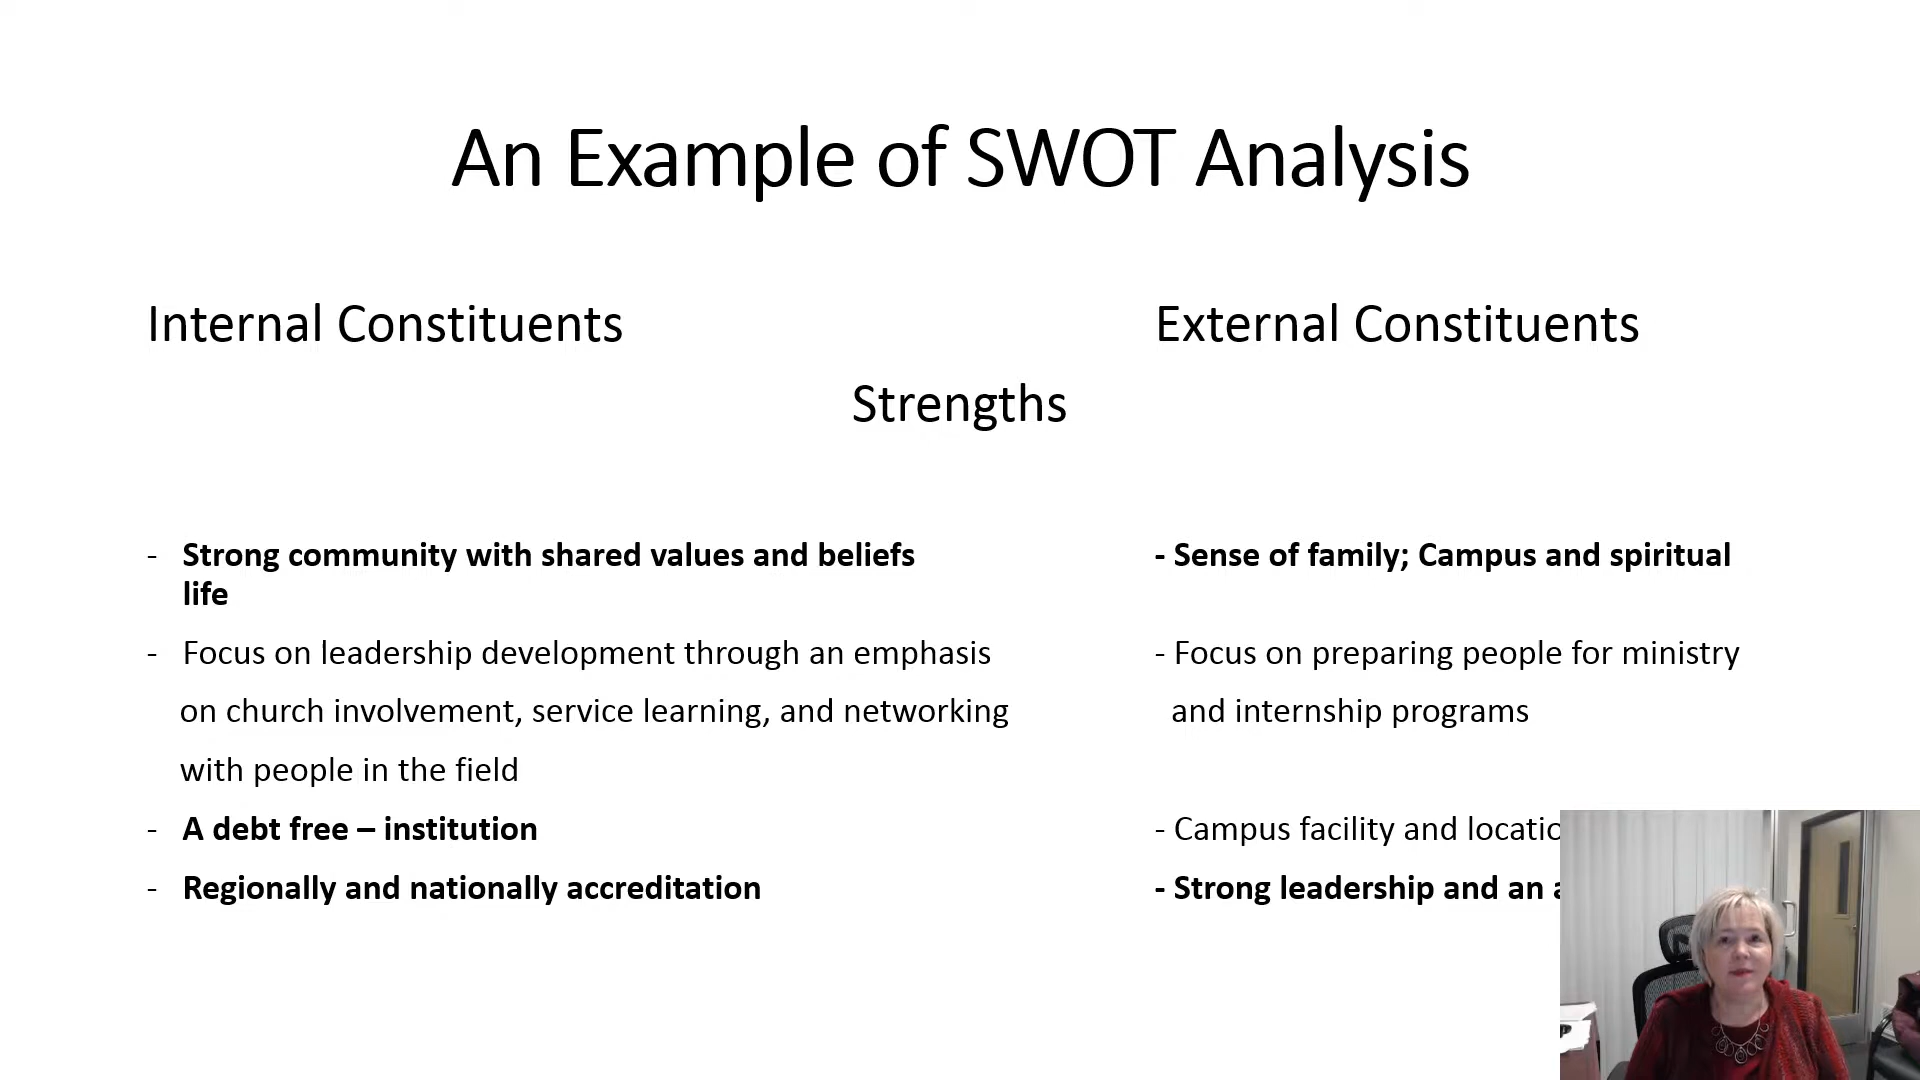 An Example of SWOT Analysis
Internal Constituents
External Constituents
Strengths
- Strong community with shared values and beliefs
life
- Focus on leadership development through an emphasis
on church involvement, service learning, and networking
with people in the field
- A debt free – institution
- Regionally and nationally accreditation
- Sense of family; Campus and spiritual
- Focus on preparing people for ministry
and internship programs
- Campus facility and
- Strong leadership and an